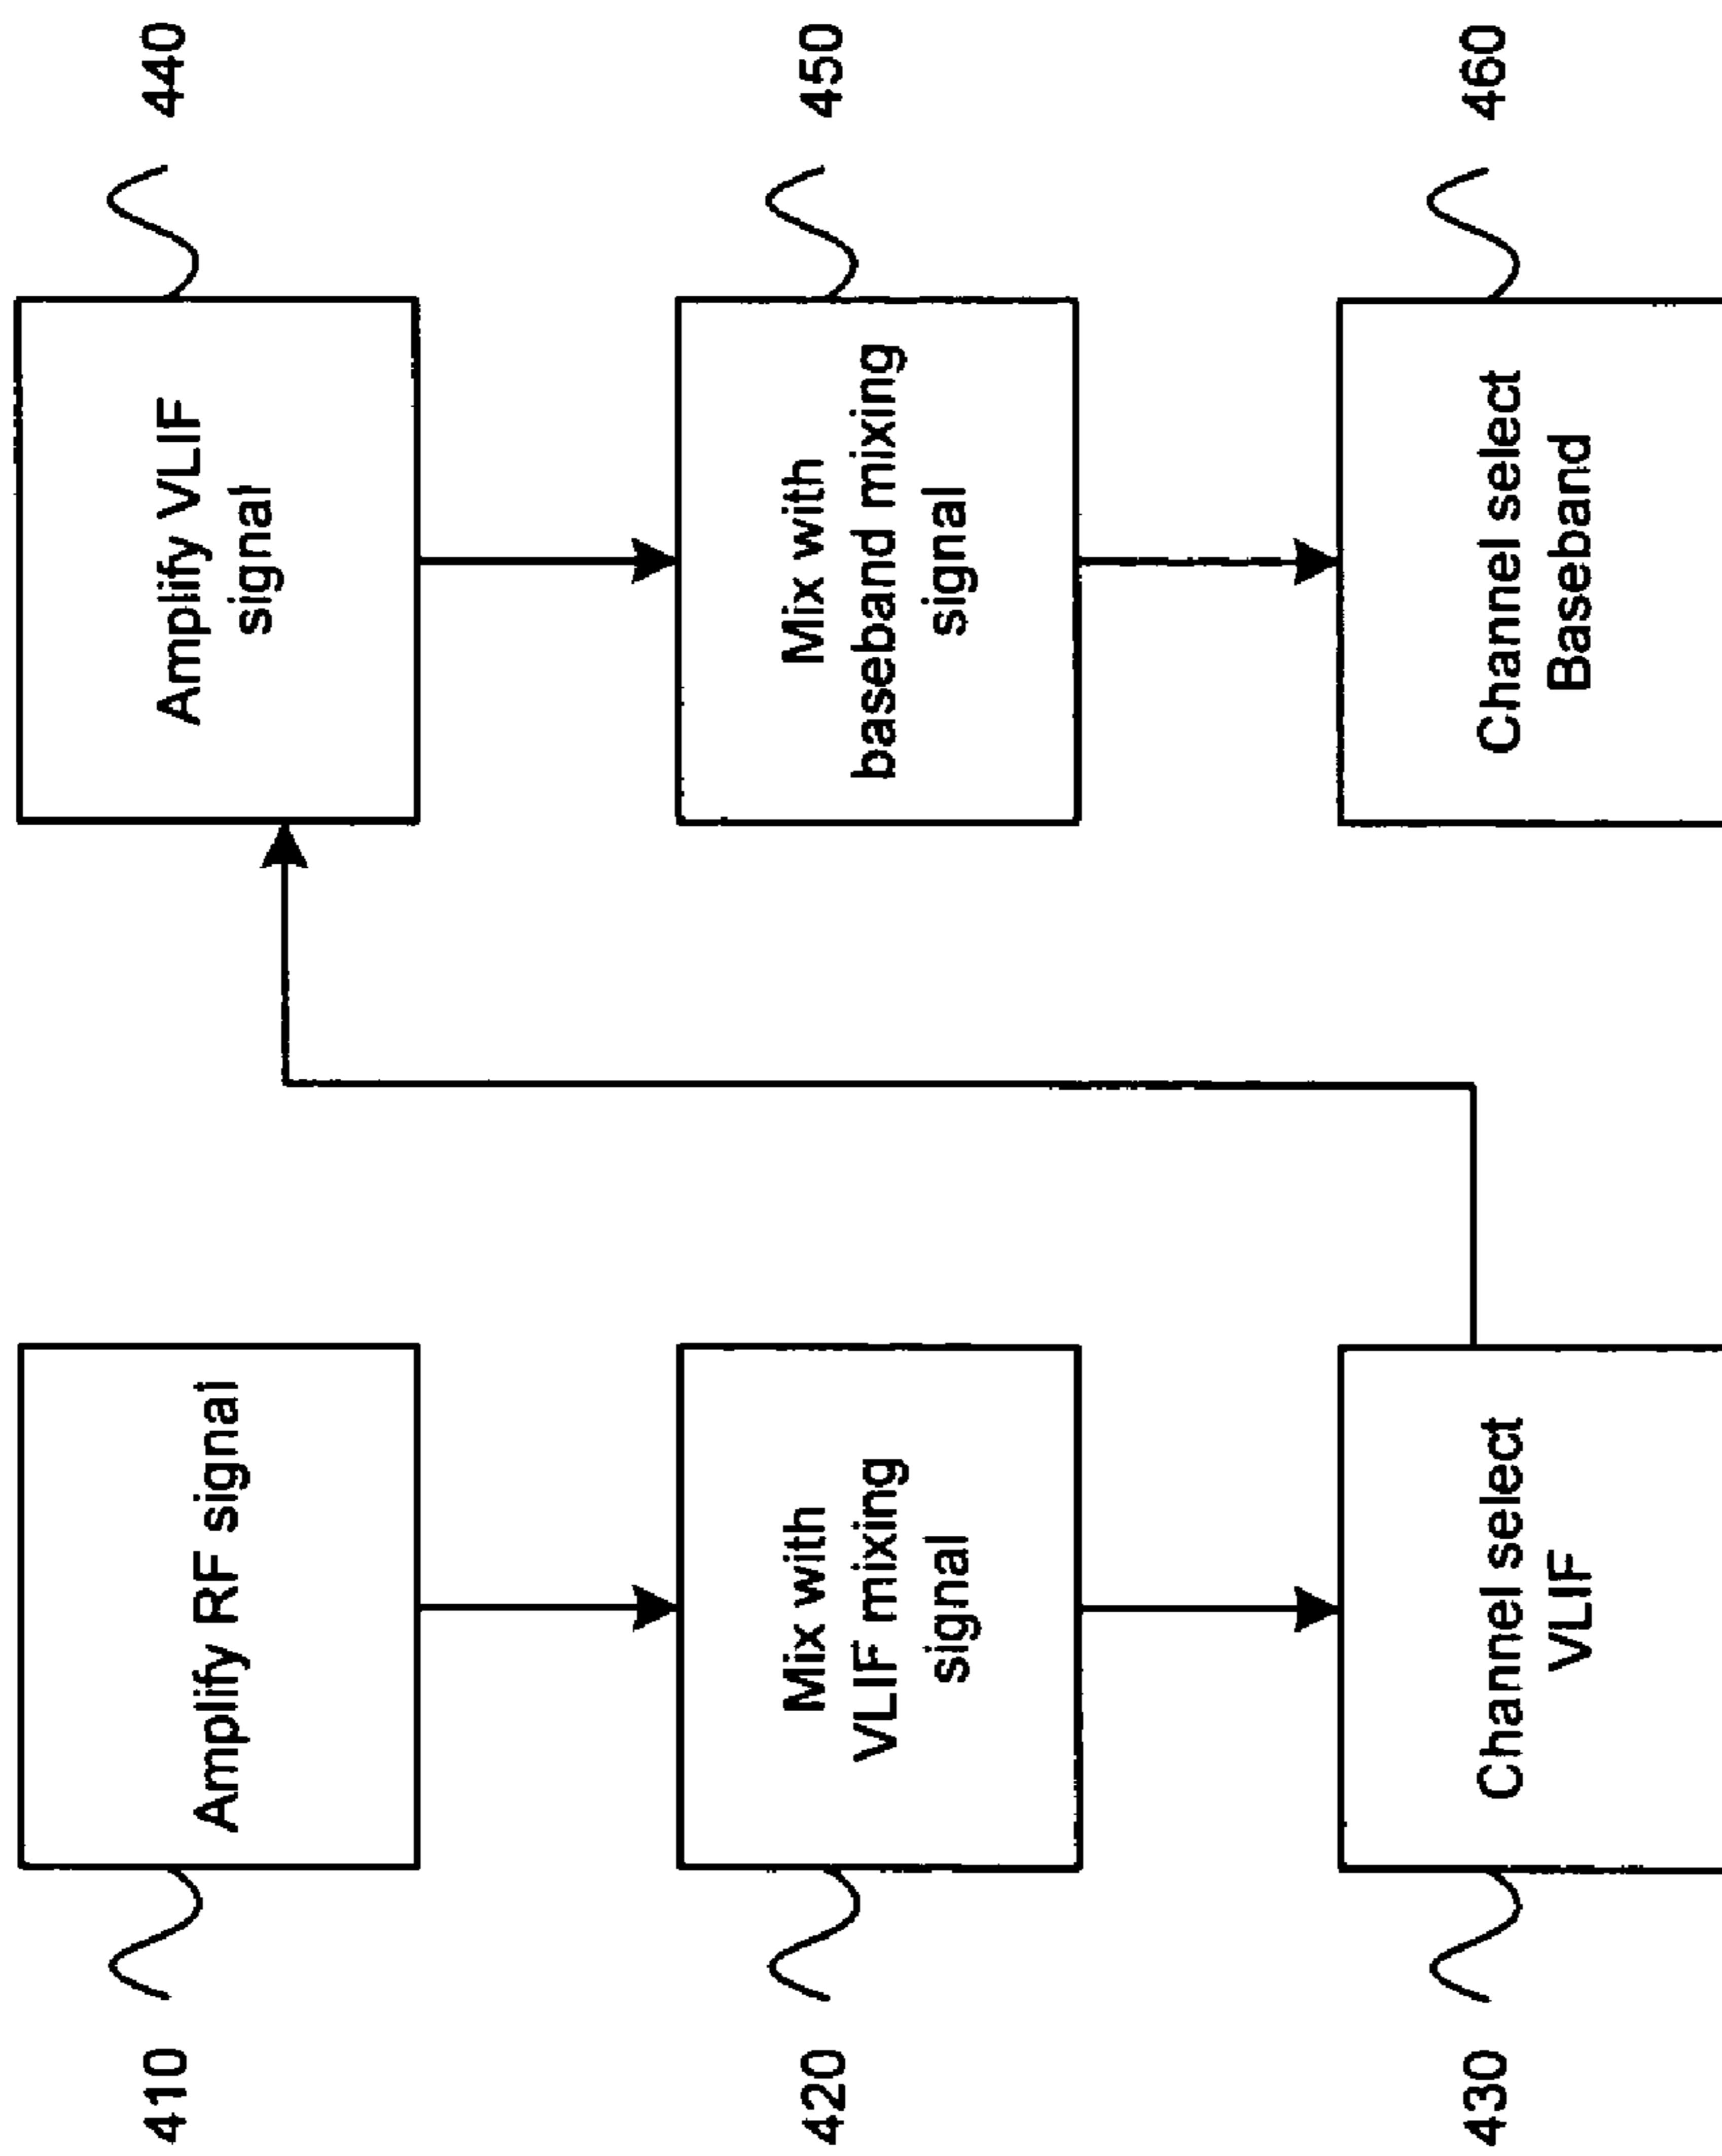 410
Amplify RF signal
420
Mix with
VLIF mixing
signal
430
Channel select
VLIF
440
Amplify VLIF
signal
450
Mix with
baseband mixing
signal
460
Channel select
Baseband